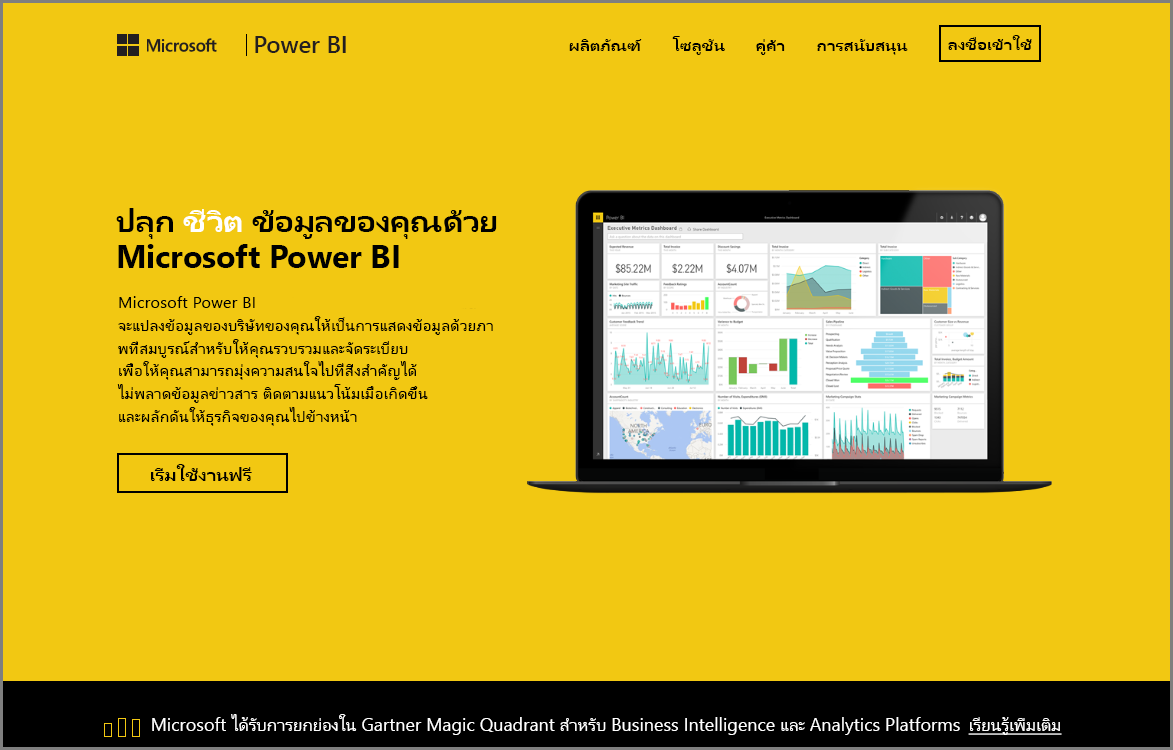 Microsoft
Power BI
ผลิตภัณฑ์
โซลูชัน
คู่ค้า
การสนับสนุน
ลงชื่อเข้าใช้
ปลุก ชีวิต ข้อมูลของคุณด้วย
Microsoft Power BI
Microsoft Power BI
จะแปลงข้อมูลของบริษัทของคุณให้เป็นการแสดงข้อมูลด้วยภา
พที่สมบูรณ์สำหรับให้คุณรวบรวมและจัดระเบียบ
เพื่อให้คุณสามารถมุ่งความสนใจไปที่สิ่งสำคัญได้
ไม่พลาดข้อมูลข่าวสาร ติดตามแนวโน้มเมื่อเกิดขึ้น
และผลักดันให้ธุรกิจของคุณไปข้างหน้า
เริ่มใช้งานฟรี
Power BI
Executive Metrics Dashboard
Executive Metrics Dashboard
$85.22M
$2.22M
$4.07M
Microsoft ได้รับการยกย่องใน Gartner Magic Quadrant สำหรับ Business Intelligence และ Analytics Platforms เรียนรู้เพิ่มเติม